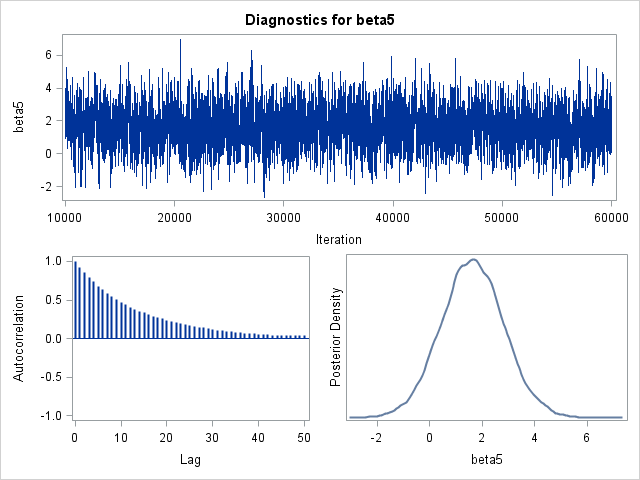 Diagnostics for beta5
beta5
6
4
2
0
-2
10000 20000 30000 40000 50000 60000
Iteration
Autocorrelation
1.0
0.5
0.0
-0.5
-1.0
0 10 20 30 40 50
Lag
Posterior Density
-2 0 2 4 6
beta5